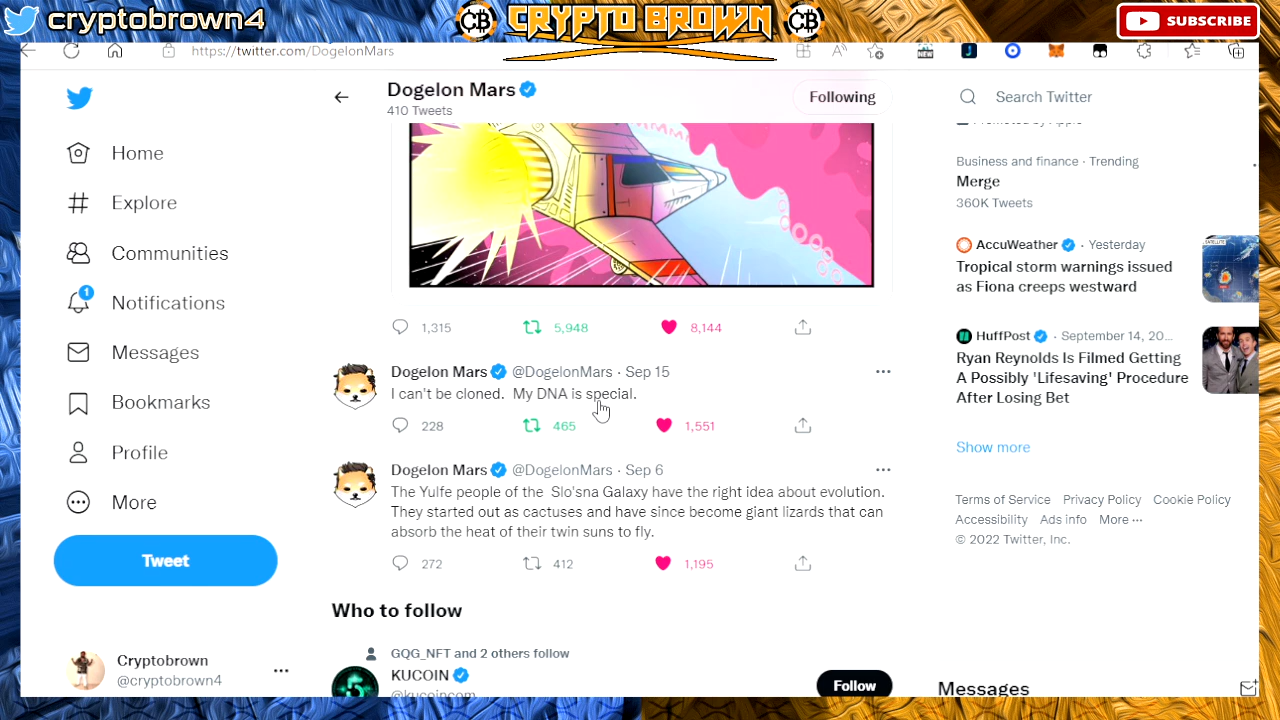 cryptobrown4
CB
CRYPTO BROWN
CB
SUBSCRIBE
https://twitter.com/DogelonMars
Dogelon Mars
410 Tweets
Following
Search Twitter
Home
Explore
Communities
1
Notifications
Messages
Bookmarks
Profile
More
Tweet
Cryptobrown
@cryptobrown4
1,315
5,948
8,144
Dogelon Mars @DogelonMars · Sep 15
I can't be cloned. My DNA is special.
228
465
1,551
Dogelon Mars @DogelonMars · Sep 6
The Yulfe people of the Slo'sna Galaxy have the right idea about evolution.
They started out as cactuses and have since become giant lizards that can
absorb the heat of their twin suns to fly.
272
412
1,195
Who to follow
GQG_NFT and 2 others follow
KUCOIN
@kucoincom
Follow
Promoted by Apple
Business and finance · Trending
Merge
360K Tweets
AccuWeather · Yesterday
Tropical storm warnings issued
as Fiona creeps westward
HuffPost · September 14, 20...
Ryan Reynolds Is Filmed Getting
A Possibly 'Lifesaving' Procedure
After Losing Bet
Show more
Terms of Service Privacy Policy Cookie Policy
Accessibility Ads info More ···
© 2022 Twitter, Inc.
Messages